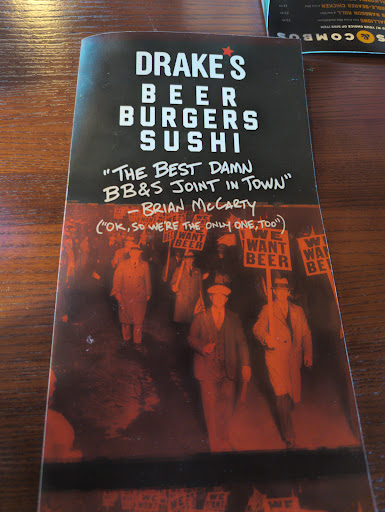 DRAKE'S
BEER
BURGERS
SUSHI
"THE BEST DAMN
BB&S JOINT IN TOWN"
- BRIAN McCARTY
("OK, SO WE'RE THE ONLY ONE, TOO")
WE
WANT
BEER
WE
WANT
BEER
WE
WANT
BEER
S & COMBOS